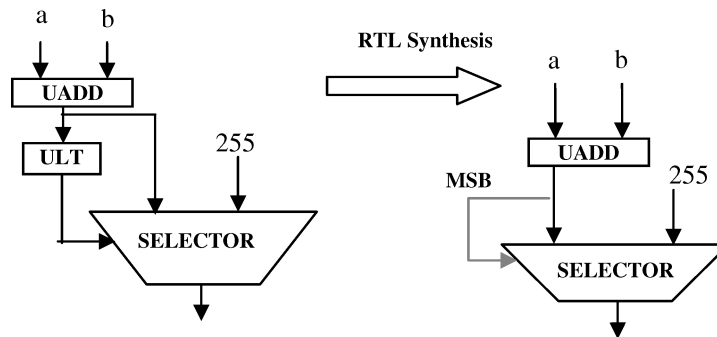 a b
UADD
ULT
255
SELECTOR
RTL Synthesis
a b
UADD
MSB
255
SELECTOR